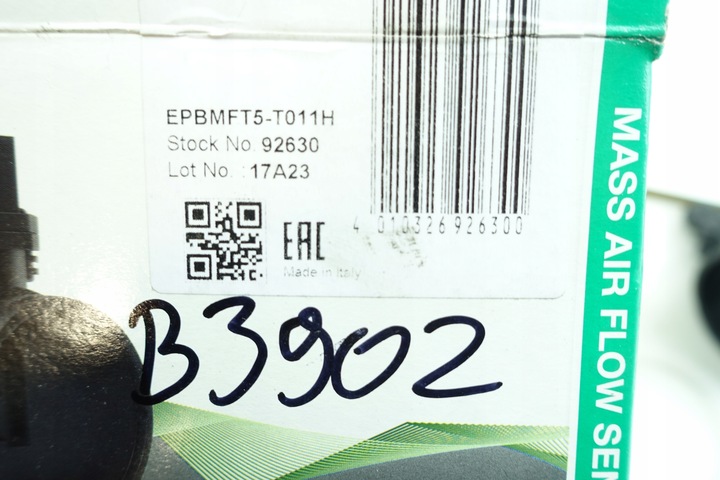 EPBMFT5-T011H
Stock No. 92630
Lot No. : 17A23
4 010326 926300
EAC
Made in Italy
B3902
MASS AIR FLOW SEN